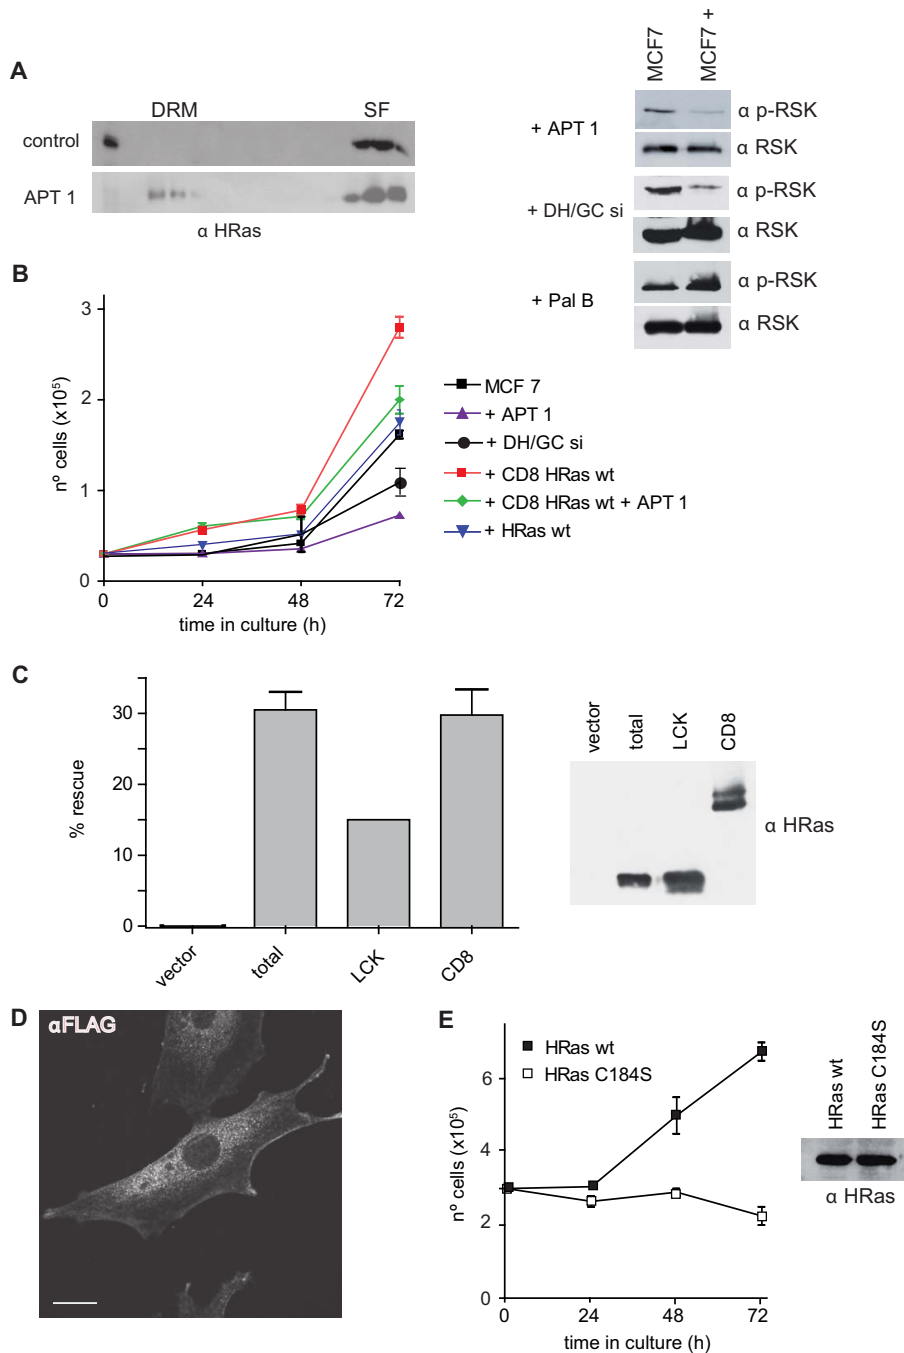 A
DRM
SF
control
APT 1
α HRas
MCF7
MCF7 +
+ APT 1
α p-RSK
α RSK
+ DH/GC si
α p-RSK
α RSK
+ Pal B
α p-RSK
α RSK
B
nº cells (x10⁵)
3
2
1
0
0
24
48
72
time in culture (h)
MCF 7
+ APT 1
+ DH/GC si
+ CD8 HRas wt
+ CD8 HRas wt + APT 1
+ HRas wt
C
% rescue
30
20
10
0
vector
total
LCK
CD8
vector
total
LCK
CD8
α HRas
D
αFLAG
E
nº cells (x10⁵)
6
4
2
0
HRas wt
HRas C184S
0
24
48
72
time in culture (h)
HRas wt
HRas C184S
α HRas